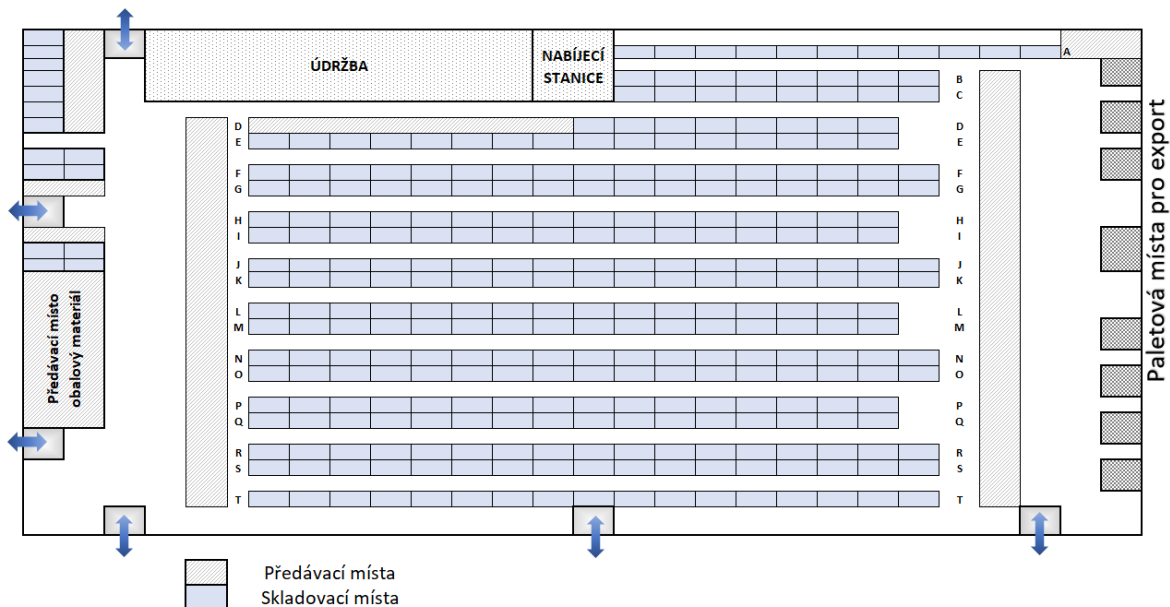 ÚDRŽBA
NABÍJECÍ
STANICE
A
B
C
D
E
D
E
F
G
F
G
H
I
H
I
J
K
J
K
L
M
L
M
N
O
N
O
P
Q
P
Q
R
S
R
S
T
T
Předávací místo
obalový materiál
Paletová místa pro export
Předávací místa
Skladovací místa